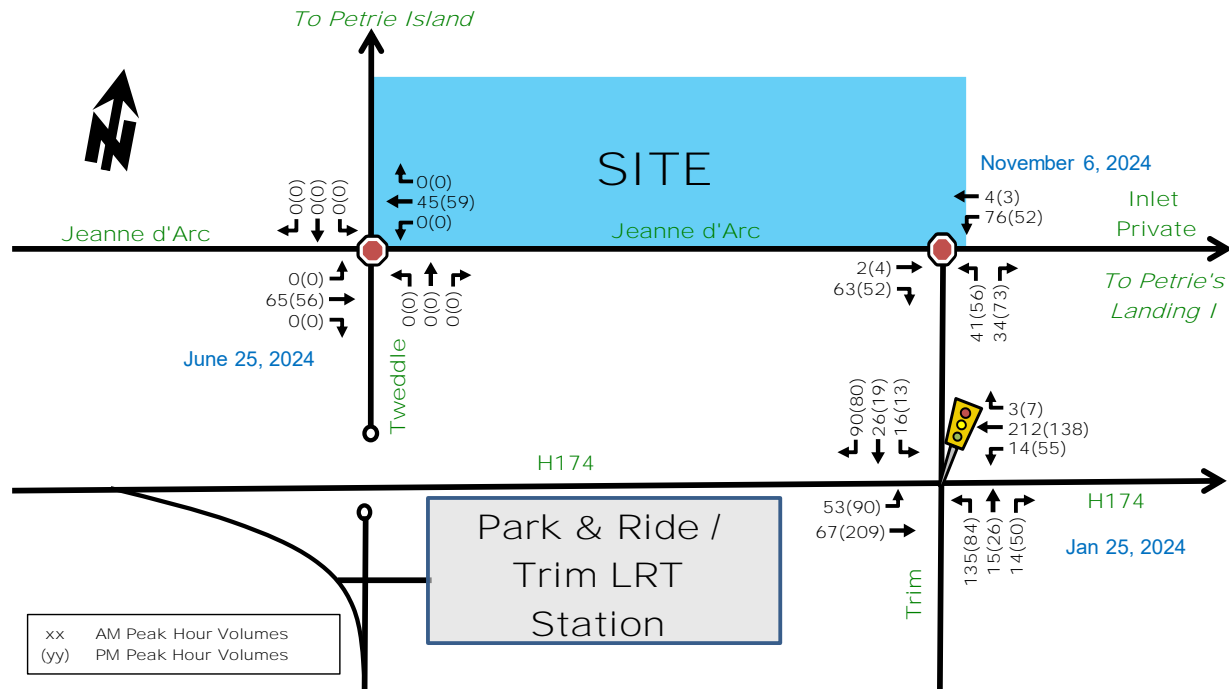 To Petrie Island
N
SITE
November 6, 2024
0(0)
0(0)
0(0)
0(0)
45(59)
0(0)
4(3)
76(52)
Inlet
Private
Jeanne d'Arc
Jeanne d'Arc
0(0)
65(56)
0(0)
0(0)
0(0)
0(0)
2(4)
63(52)
41(56)
34(73)
To Petrie's
Landing I
June 25, 2024
Tweddle
90(80)
26(19)
16(13)
3(7)
212(138)
14(55)
H174
H174
53(90)
67(209)
135(84)
15(26)
14(50)
Jan 25, 2024
Park & Ride /
Trim LRT
Station
Trim
xx AM Peak Hour Volumes
(yy) PM Peak Hour Volumes